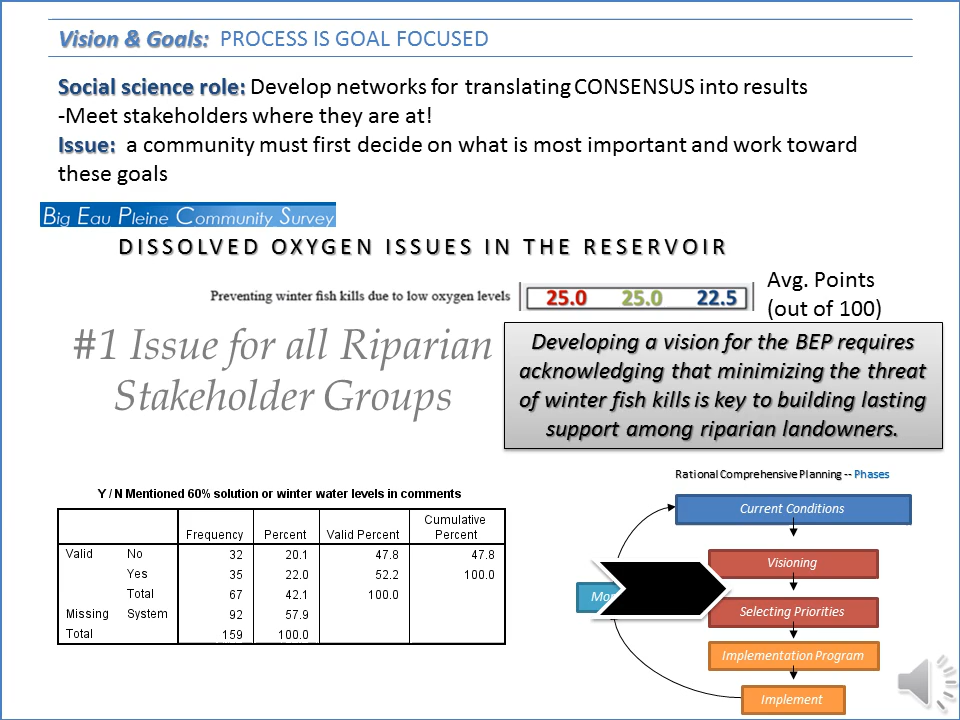 Vision & Goals: PROCESS IS GOAL FOCUSED
Social science role: Develop networks for translating CONSENSUS into results
-Meet stakeholders where they are at!
Issue: a community must first decide on what is most important and work toward
these goals
Big Eau Pleine Community Survey
DISSOLVED OXYGEN ISSUES IN THE RESERVOIR
Preventing winter fish kills due to low oxygen levels 25.0 25.0 22.5
Avg. Points
(out of 100)
#1 Issue for all Riparian
Stakeholder Groups
Developing a vision for the BEP requires
acknowledging that minimizing the threat
of winter fish kills is key to building lasting
support among riparian landowners.
Y / N Mentioned 60% solution or winter water levels in comments
Frequency Percent Valid Percent Cumulative Percent
Valid No 32 20.1 47.8 47.8
Yes 35 22.0 52.2 100.0
Total 67 42.1 100.0
Missing System 92 57.9
Total 159 100.0
Rational Comprehensive Planning -- Phases
Current Conditions
Visioning
Selecting Priorities
Implementation Program
Implement